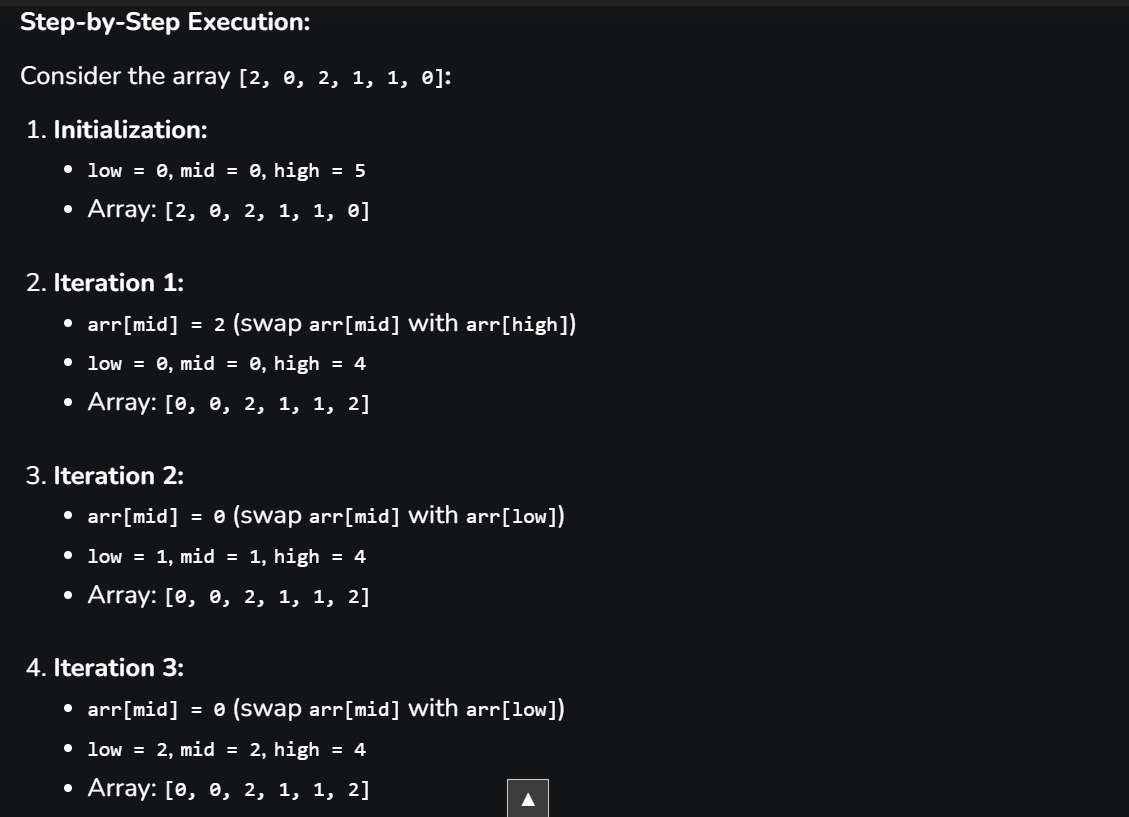 Step-by-Step Execution:
Consider the array [2, 0, 2, 1, 1, 0]:
1. Initialization:
• low = 0, mid = 0, high = 5
• Array: [2, 0, 2, 1, 1, 0]
2. Iteration 1:
• arr[mid] = 2 (swap arr[mid] with arr[high])
• low = 0, mid = 0, high = 4
• Array: [0, 0, 2, 1, 1, 2]
3. Iteration 2:
• arr[mid] = 0 (swap arr[mid] with arr[low])
• low = 1, mid = 1, high = 4
• Array: [0, 0, 2, 1, 1, 2]
4. Iteration 3:
• arr[mid] = 0 (swap arr[mid] with arr[low])
• low = 2, mid = 2, high = 4
• Array: [0, 0, 2, 1, 1, 2]